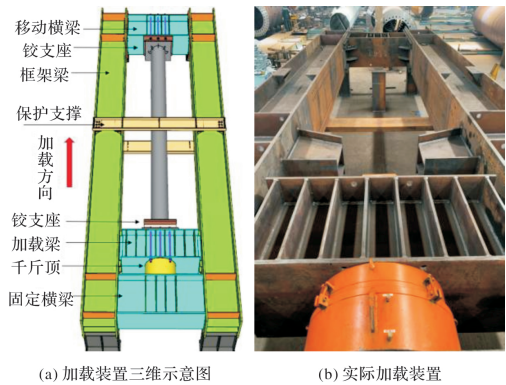 移动横梁
铰支座
框架梁
保护支撑
加载方向
铰支座
加载梁
千斤顶
固定横梁
(a) 加载装置三维示意图
(b) 实际加载装置